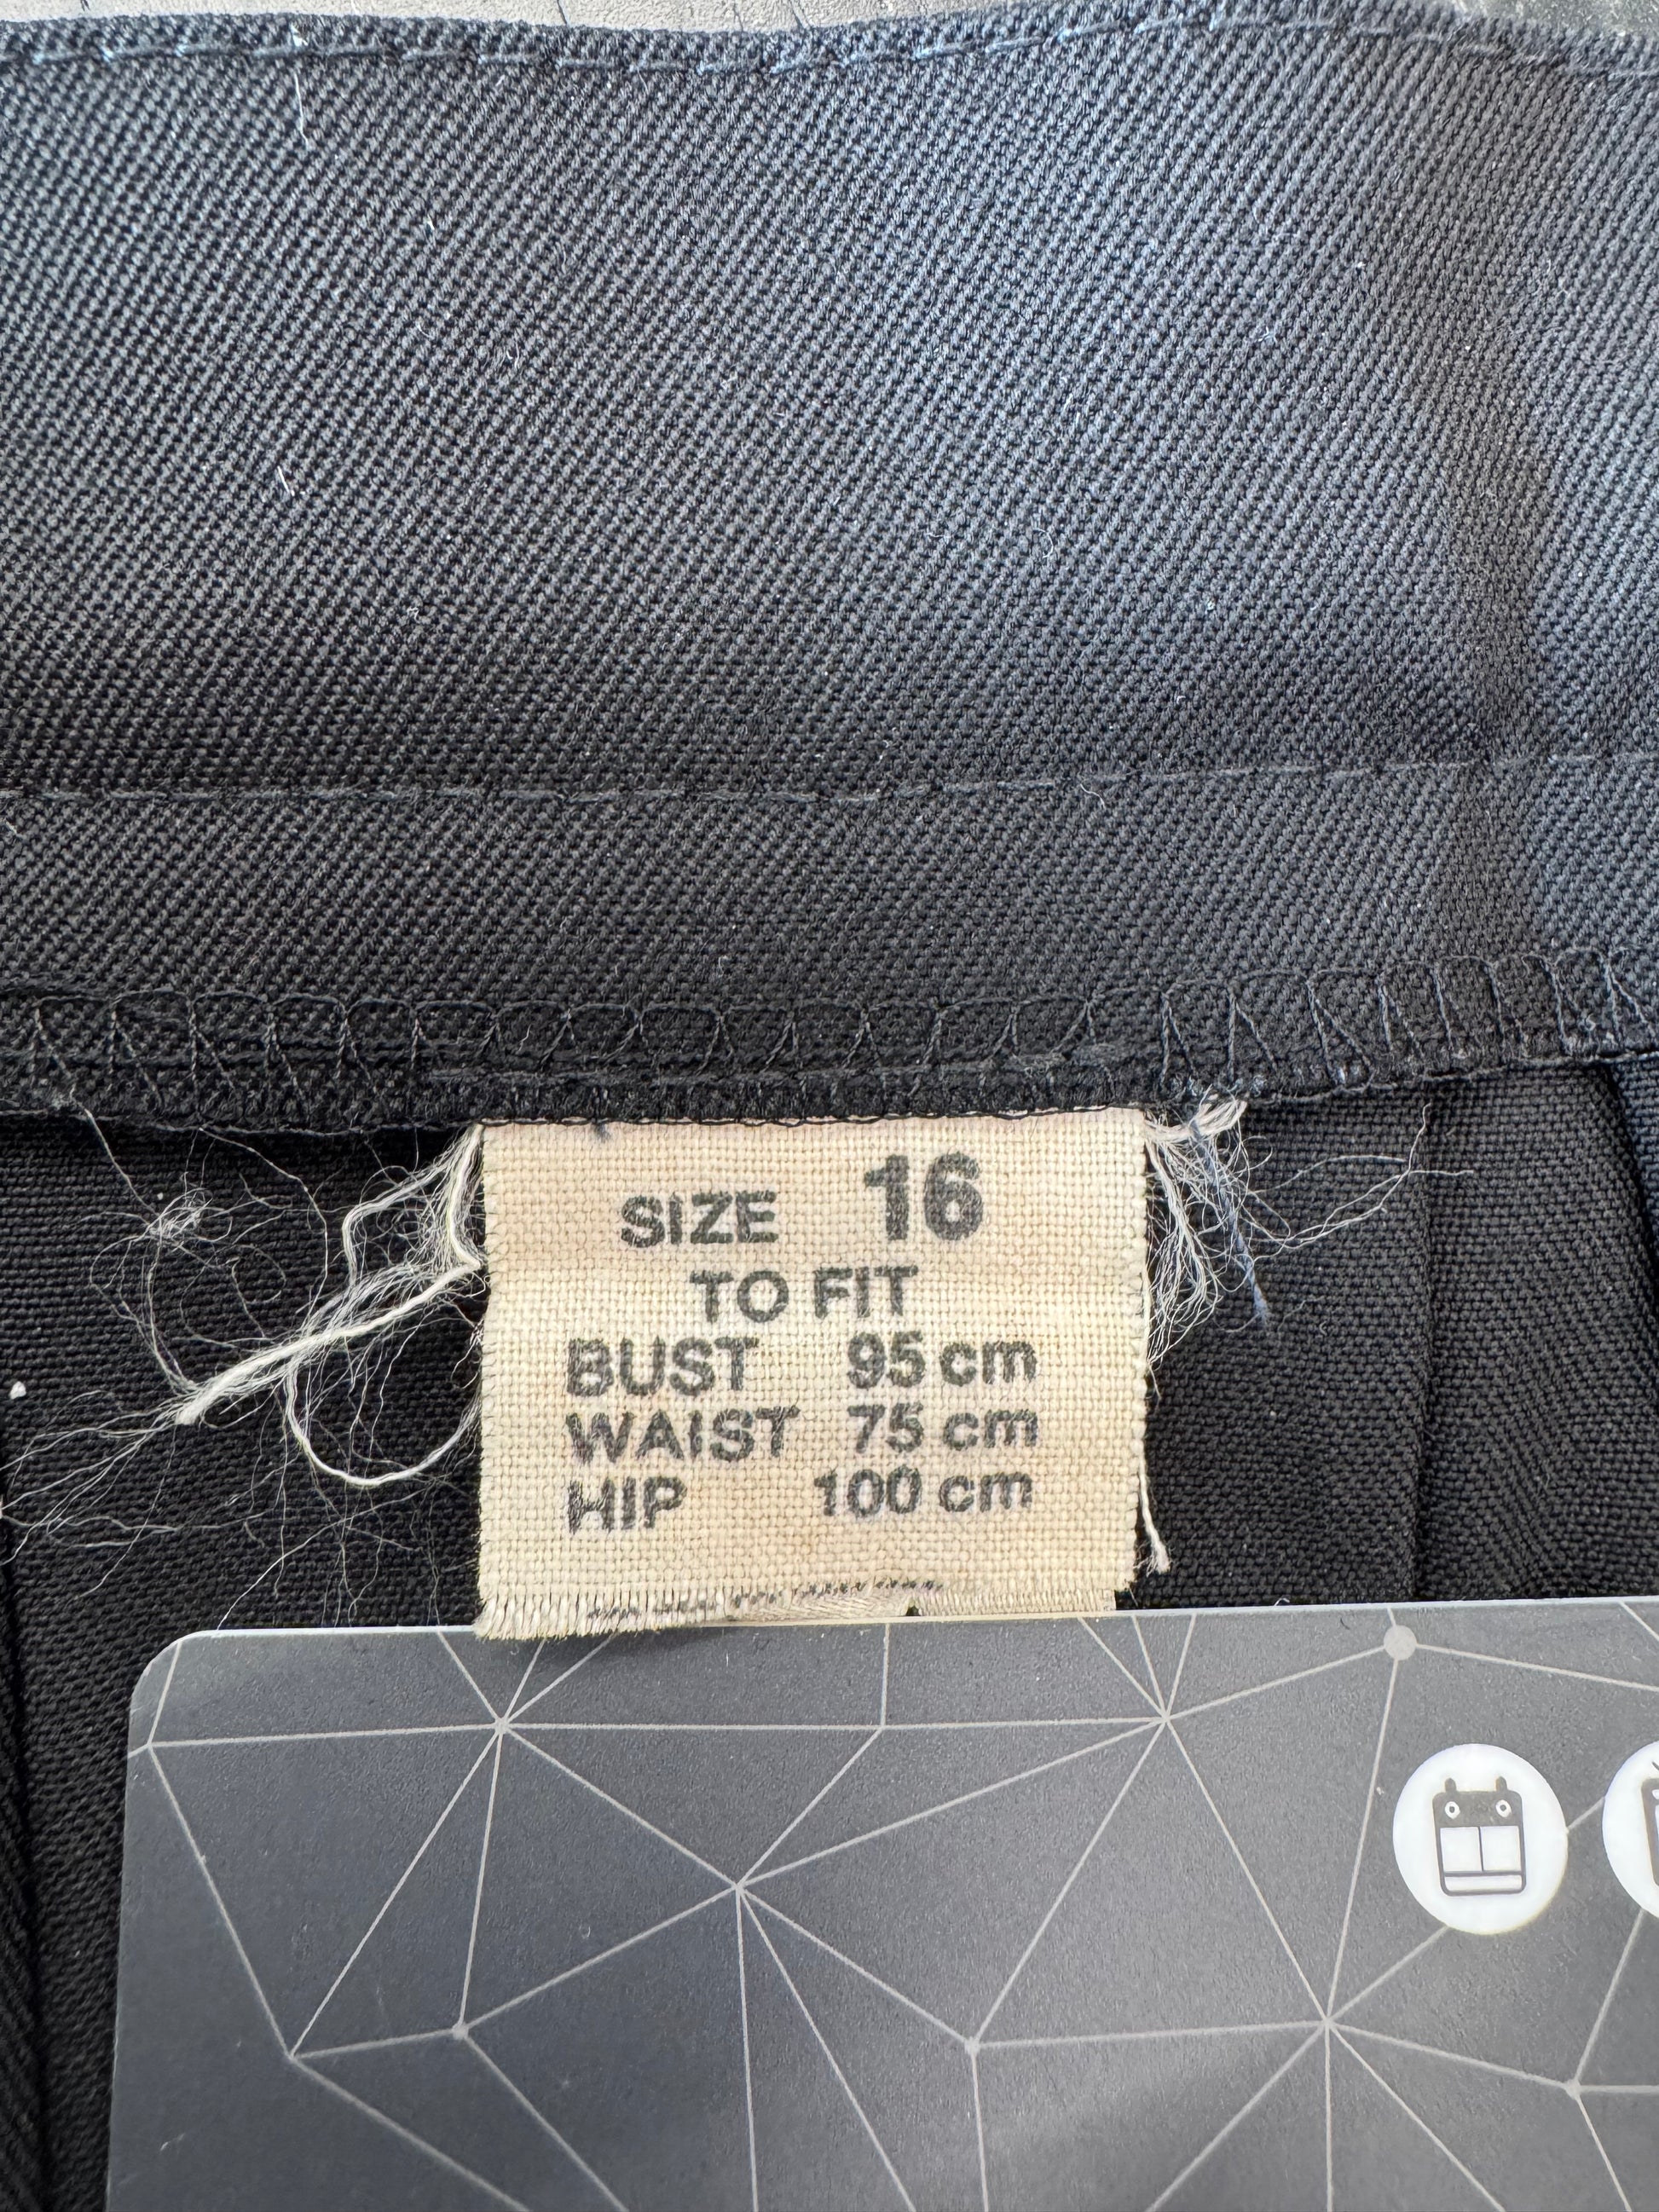 SIZE 16
TO FIT
BUST 95 cm
WAIST 75 cm
HIP 100 cm